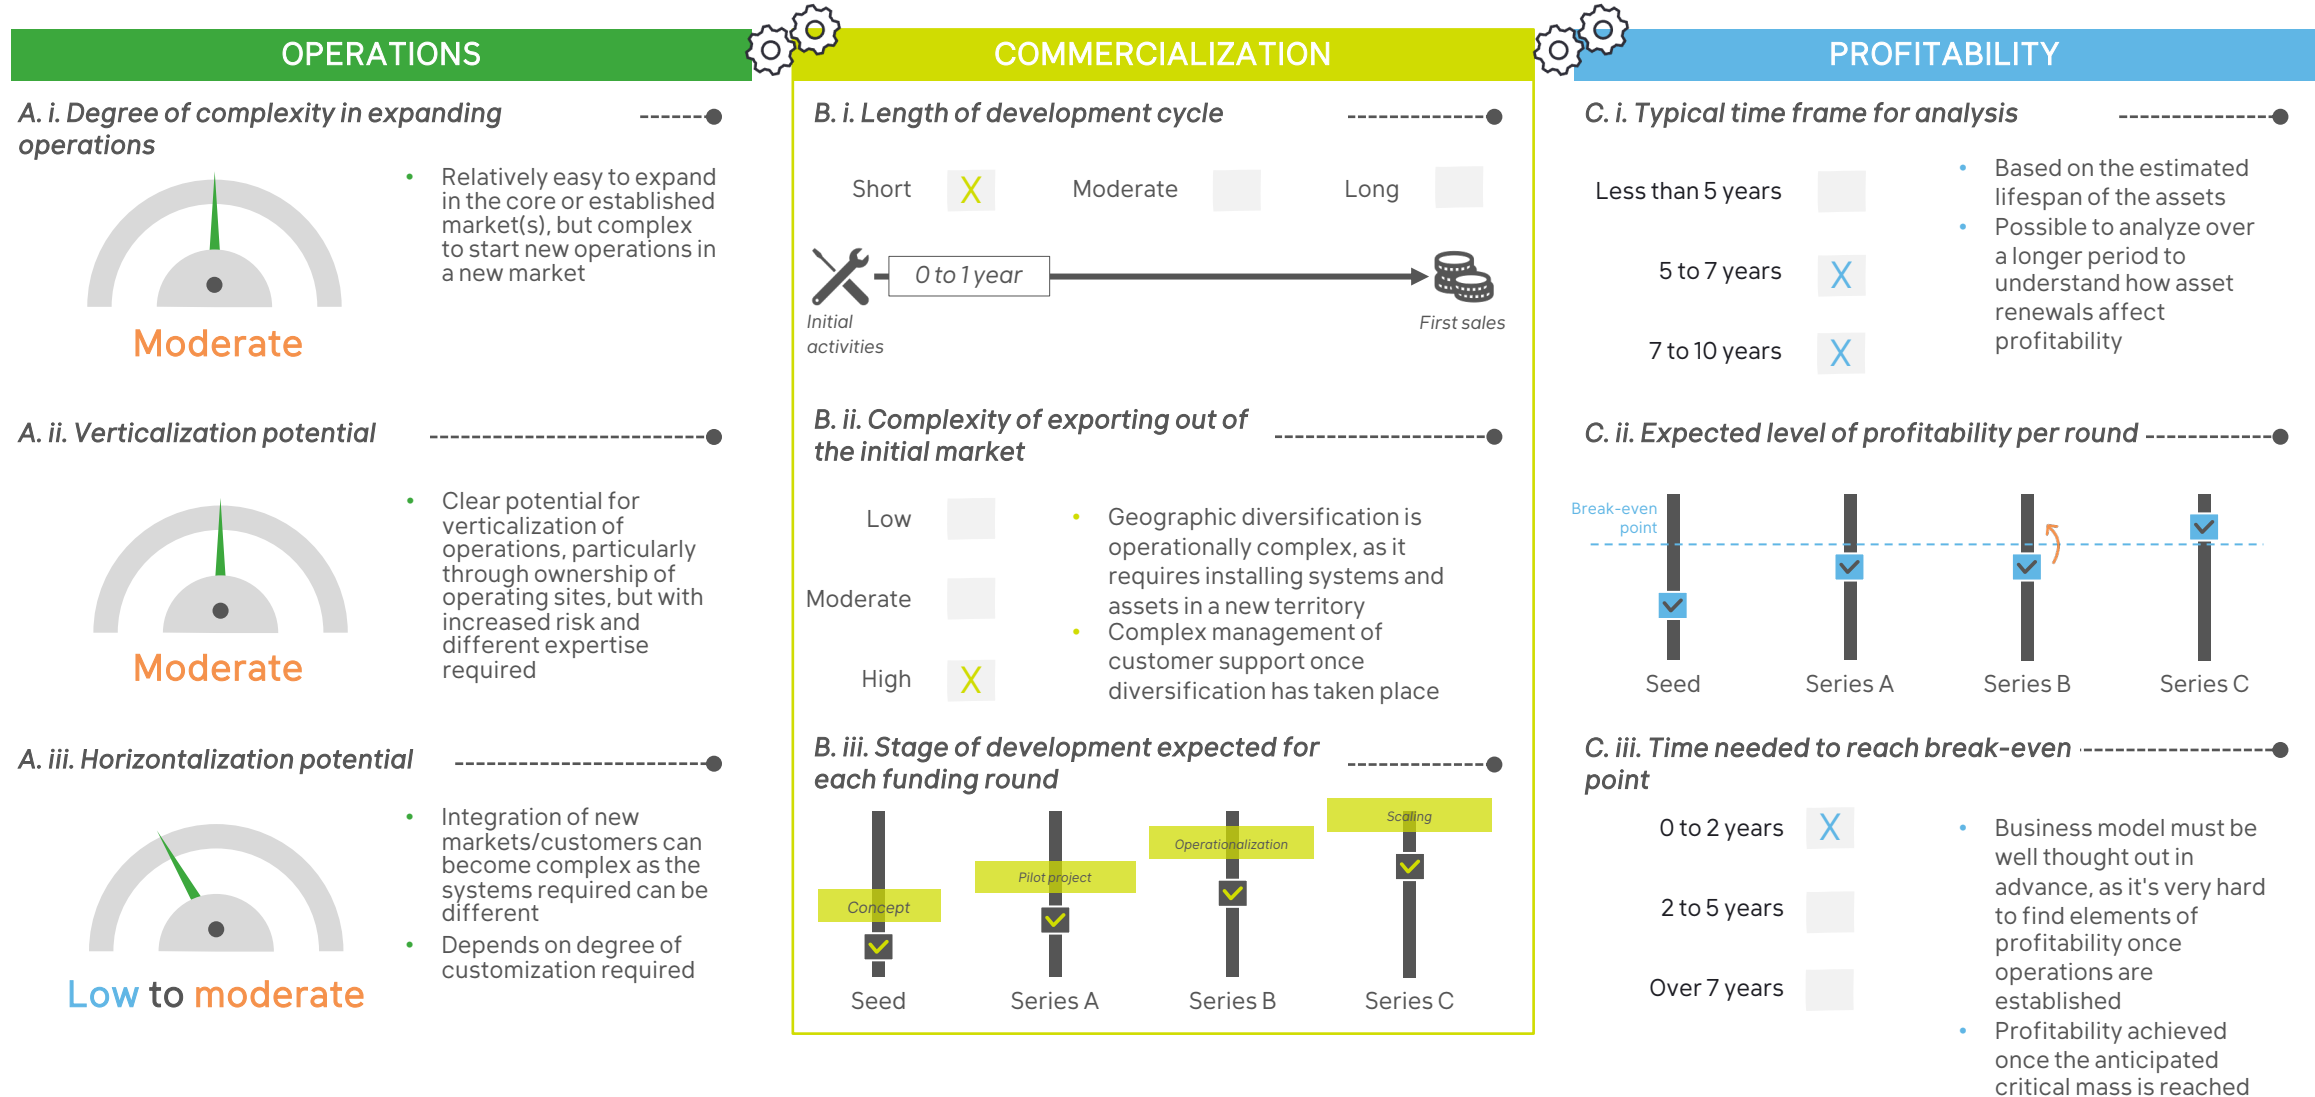 OPERATIONS
A. i. Degree of complexity in expanding
operations
Relatively easy to expand
in the core or established
market(s), but complex
to start new operations in
a new market
Moderate
A. ii. Verticalization potential
Clear potential for
verticalization of
operations, particularly
through ownership of
operating sites, but with
increased risk and
different expertise
required
Moderate
A. iii. Horizontalization potential
Integration of new
markets/customers can
become complex as the
systems required can be
different
Depends on degree of
customization required
Low to moderate
COMMERCIALIZATION
B. i. Length of development cycle
Short X Moderate Long
0 to 1 year
Initial
activities
First sales
B. ii. Complexity of exporting out of
the initial market
Low
Moderate
High X
Geographic diversification is
operationally complex, as it
requires installing systems and
assets in a new territory
Complex management of
customer support once
diversification has taken place
B. iii. Stage of development expected for
each funding round
Concept
Pilot project
Operationalization
Scaling
Seed Series A Series B Series C
PROFITABILITY
C. i. Typical time frame for analysis
Less than 5 years
5 to 7 years X
7 to 10 years X
Based on the estimated
lifespan of the assets
Possible to analyze over
a longer period to
understand how asset
renewals affect
profitability
C. ii. Expected level of profitability per round
Break-even
point
Seed Series A Series B Series C
C. iii. Time needed to reach break-even
point
0 to 2 years X
2 to 5 years
Over 7 years
Business model must be
well thought out in
advance, as it's very hard
to find elements of
profitability once
operations are
established
Profitability achieved
once the anticipated
critical mass is reached